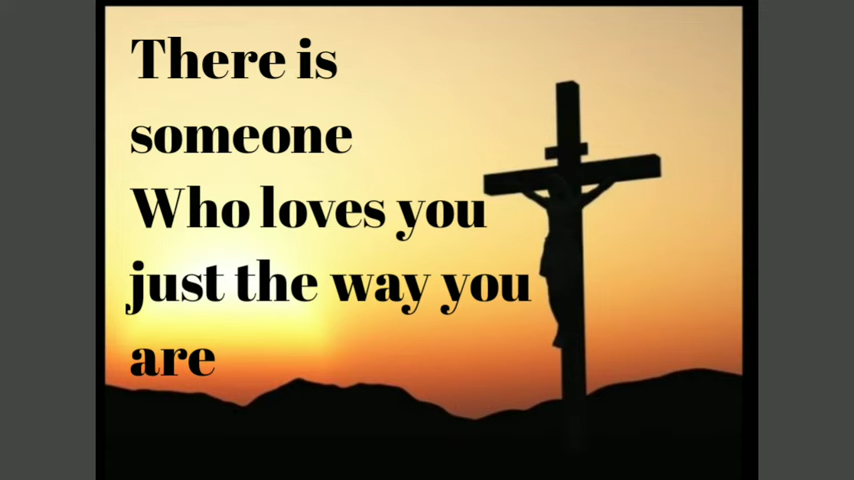 There is
someone
Who loves you
just the way you
are